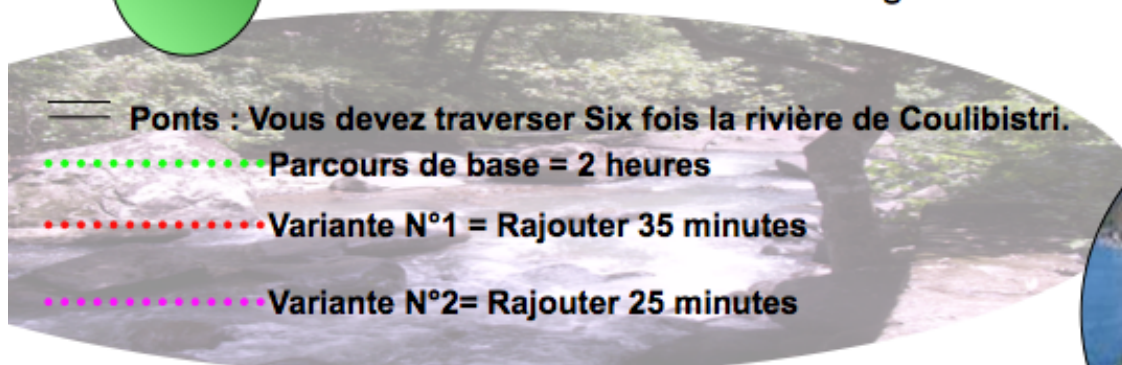 Ponts : Vous devez traverser Six fois la rivière de Coulibistri.
Parcours de base = 2 heures
Variante N°1 = Rajouter 35 minutes
Variante N°2= Rajouter 25 minutes